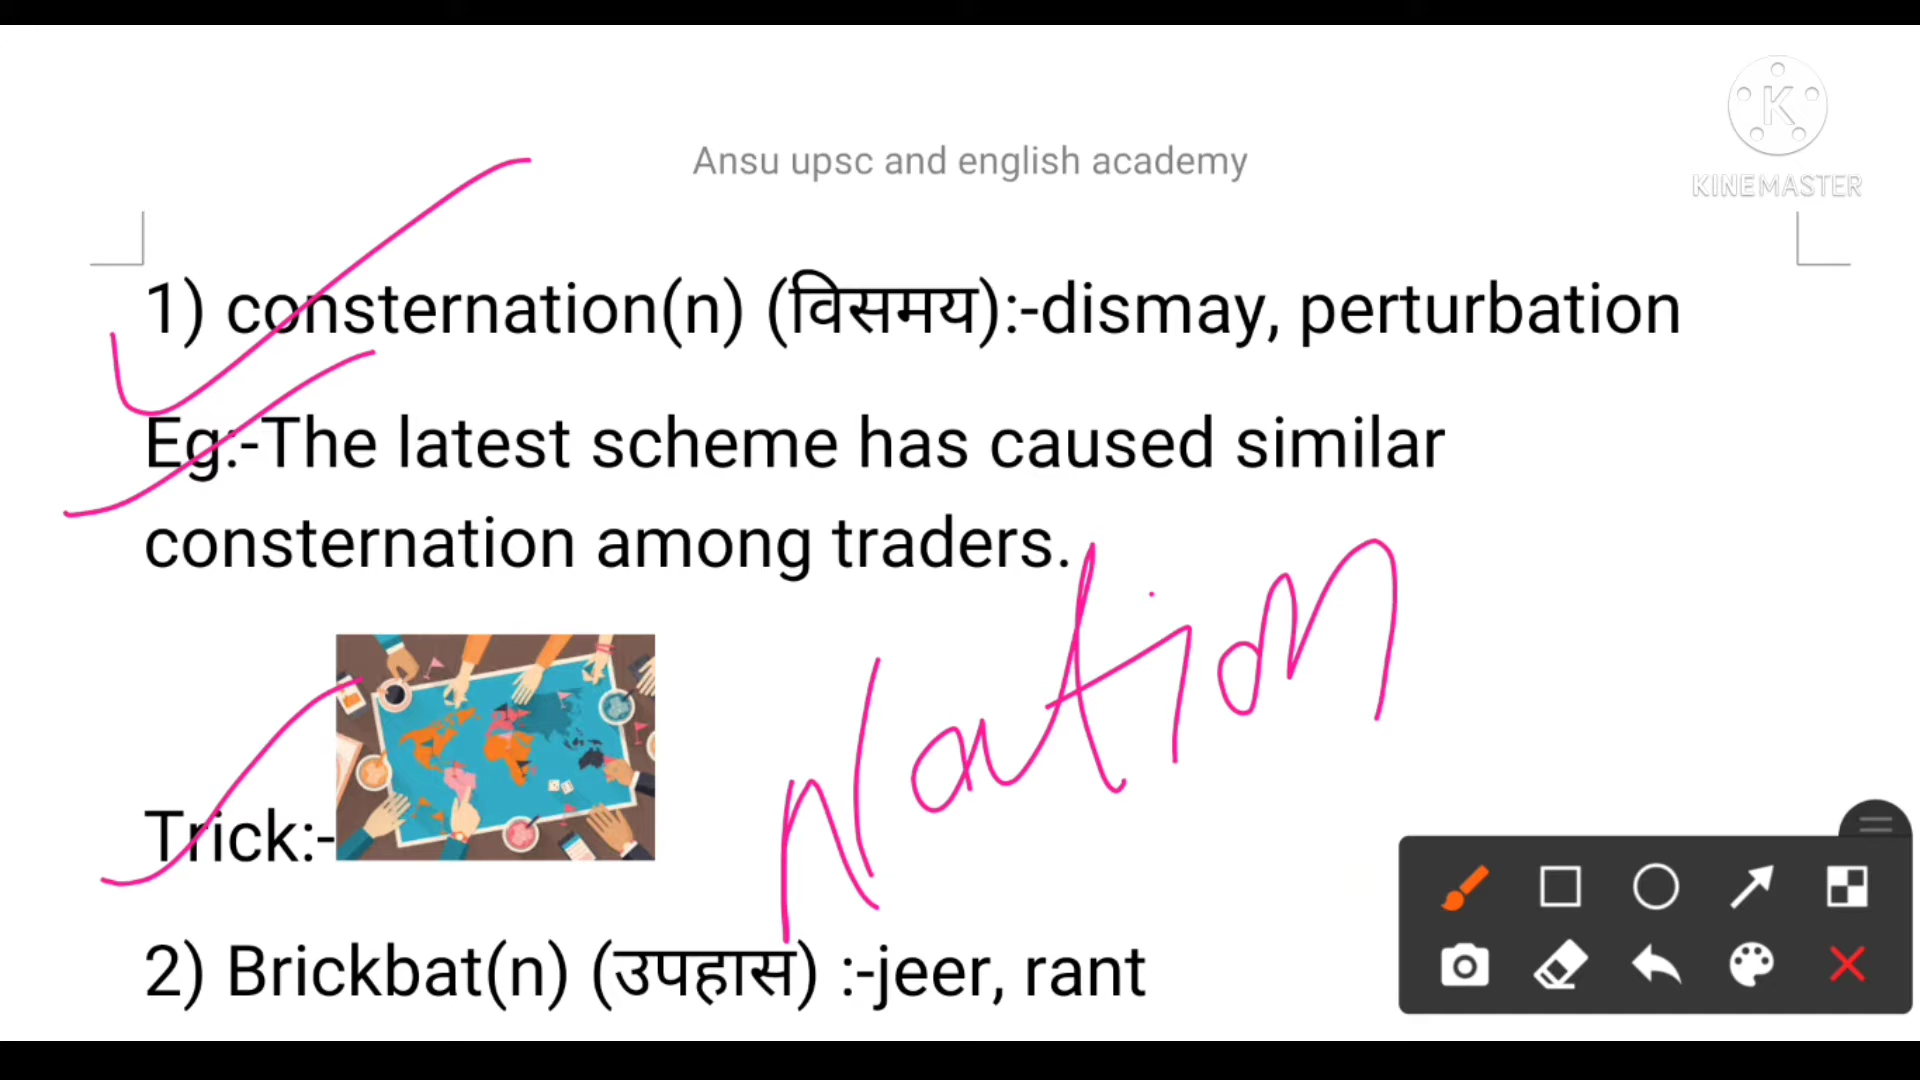 Ansu upsc and english academy
K
KINEMASTER
1) consternation(n) (विसमय):-dismay, perturbation
Eg:-The latest scheme has caused similar
consternation among traders.
nation
Trick:-
2) Brickbat(n) (उपहास) :-jeer, rant